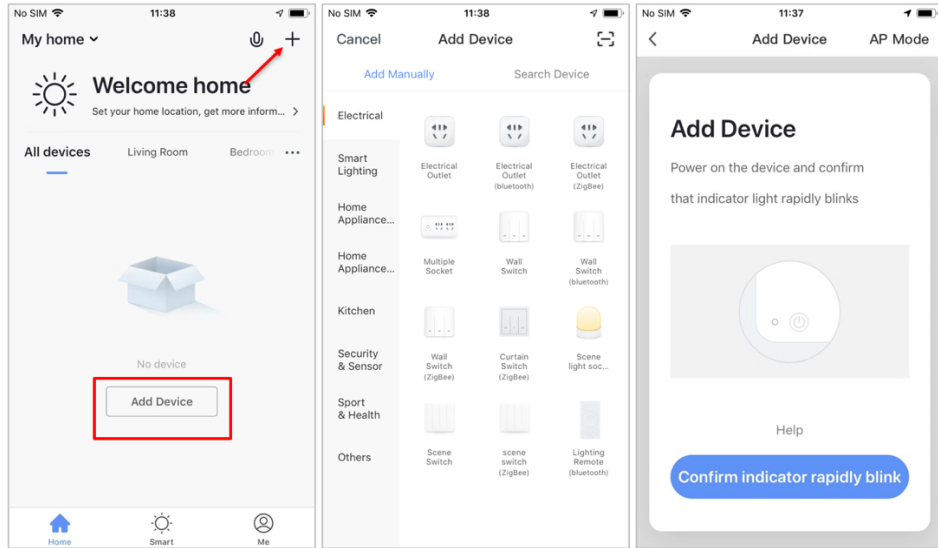 No SIM 11:38
My home
Welcome home
Set your home location, get more inform...
All devices Living Room Bedroom ...
No device
Add Device
Home Smart Me
No SIM 11:38
Cancel Add Device
Add Manually Search Device
Electrical
Smart
Lighting
Home
Appliance...
Home
Appliance...
Kitchen
Security
& Sensor
Sport
& Health
Others
Electrical
Outlet
Electrical
Outlet
(bluetooth)
Electrical
Outlet
(ZigBee)
Multiple
Socket
Wall
Switch
Wall
Switch
(bluetooth)
Wall
Switch
(ZigBee)
Curtain
Switch
(ZigBee)
Scene
light soc...
Scene
Switch
scene
switch
(ZigBee)
Lighting
Remote
(bluetooth)
No SIM 11:37
Add Device AP Mode
Add Device
Power on the device and confirm
that indicator light rapidly blinks
Help
Confirm indicator rapidly blink